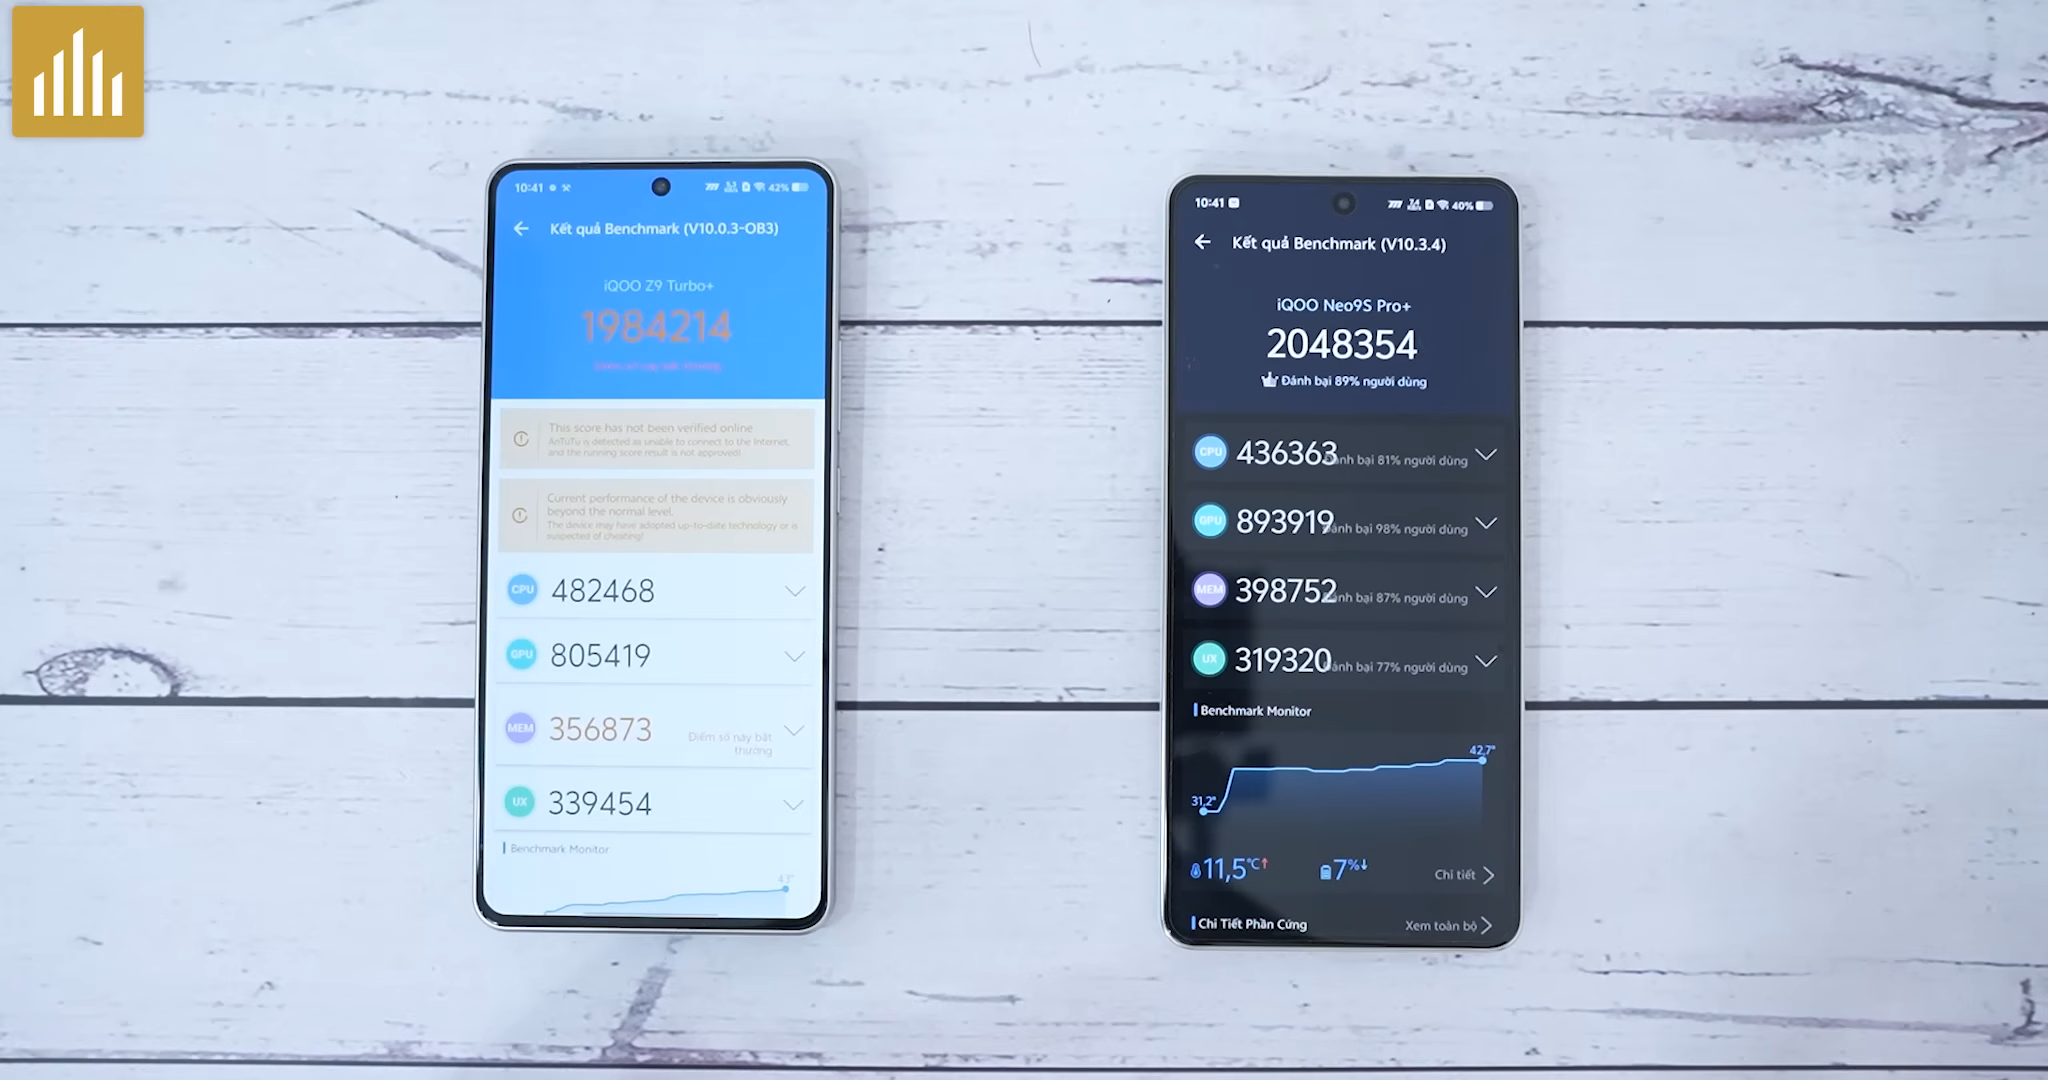 10:41
42%
Kết quả Benchmark (V10.0.3-OB3)
iQOO Z9 Turbo+
1984214
This score has not been verified online
AnTuTu is detected as unable to connect to the Internet,
and the running score result is not approved!
Current performance of the device is obviously
beyond the normal level.
The device may have adopted up-to-date technology or is
suspected of cheating!
CPU 482468
GPU 805419
MEM 356873
Điểm số này bất
thường
UX 339454
Benchmark Monitor
43°
10:41
40%
Kết quả Benchmark (V10.3.4)
iQOO Neo9S Pro+
2048354
Đánh bại 89% người dùng
CPU 436363 Đánh bại 81% người dùng
GPU 893919 Đánh bại 98% người dùng
MEM 398752 Đánh bại 87% người dùng
UX 319320 Đánh bại 77% người dùng
Benchmark Monitor
42,7°
31,2°
11,5°C↑ 7%↓ Chi tiết
Chi Tiết Phần Cứng Xem toàn bộ